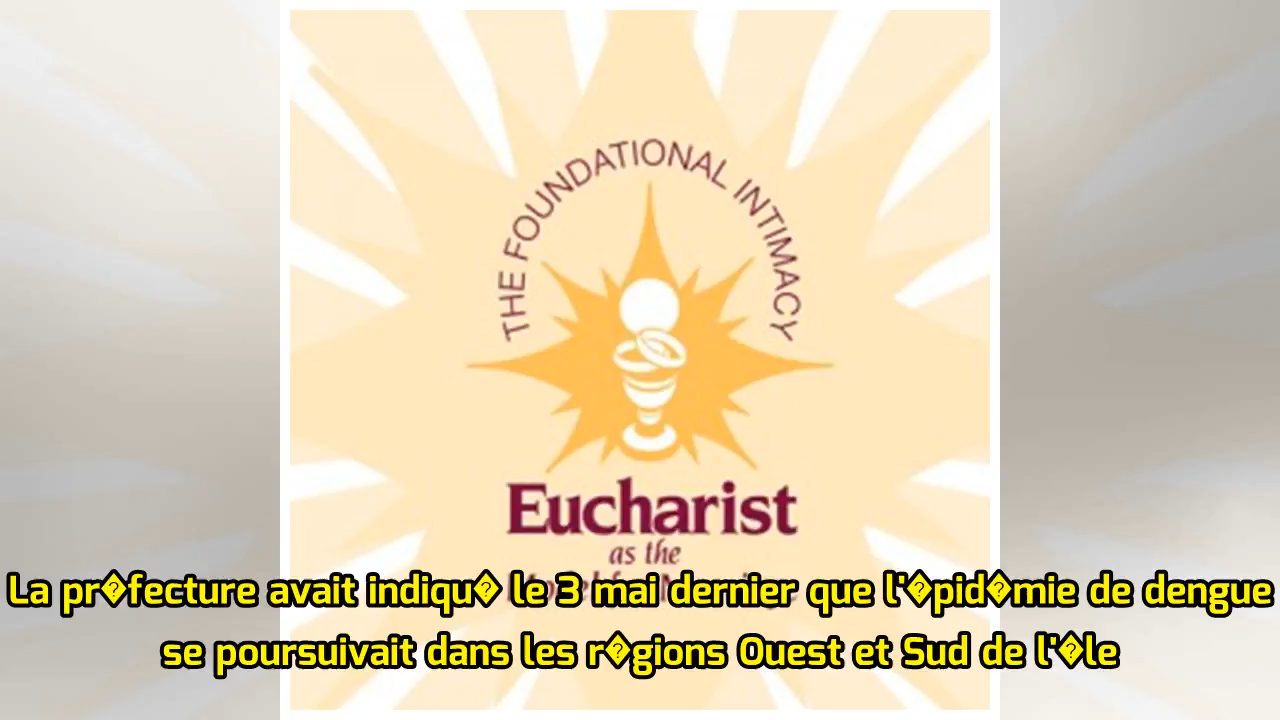 THE FOUNDATIONAL INTIMACY
Eucharist
as the
La pr�fecture avait indiqu� le 3 mai dernier que l'�pid�mie de dengue
se poursuivait dans les r�gions Ouest et Sud de l'�le